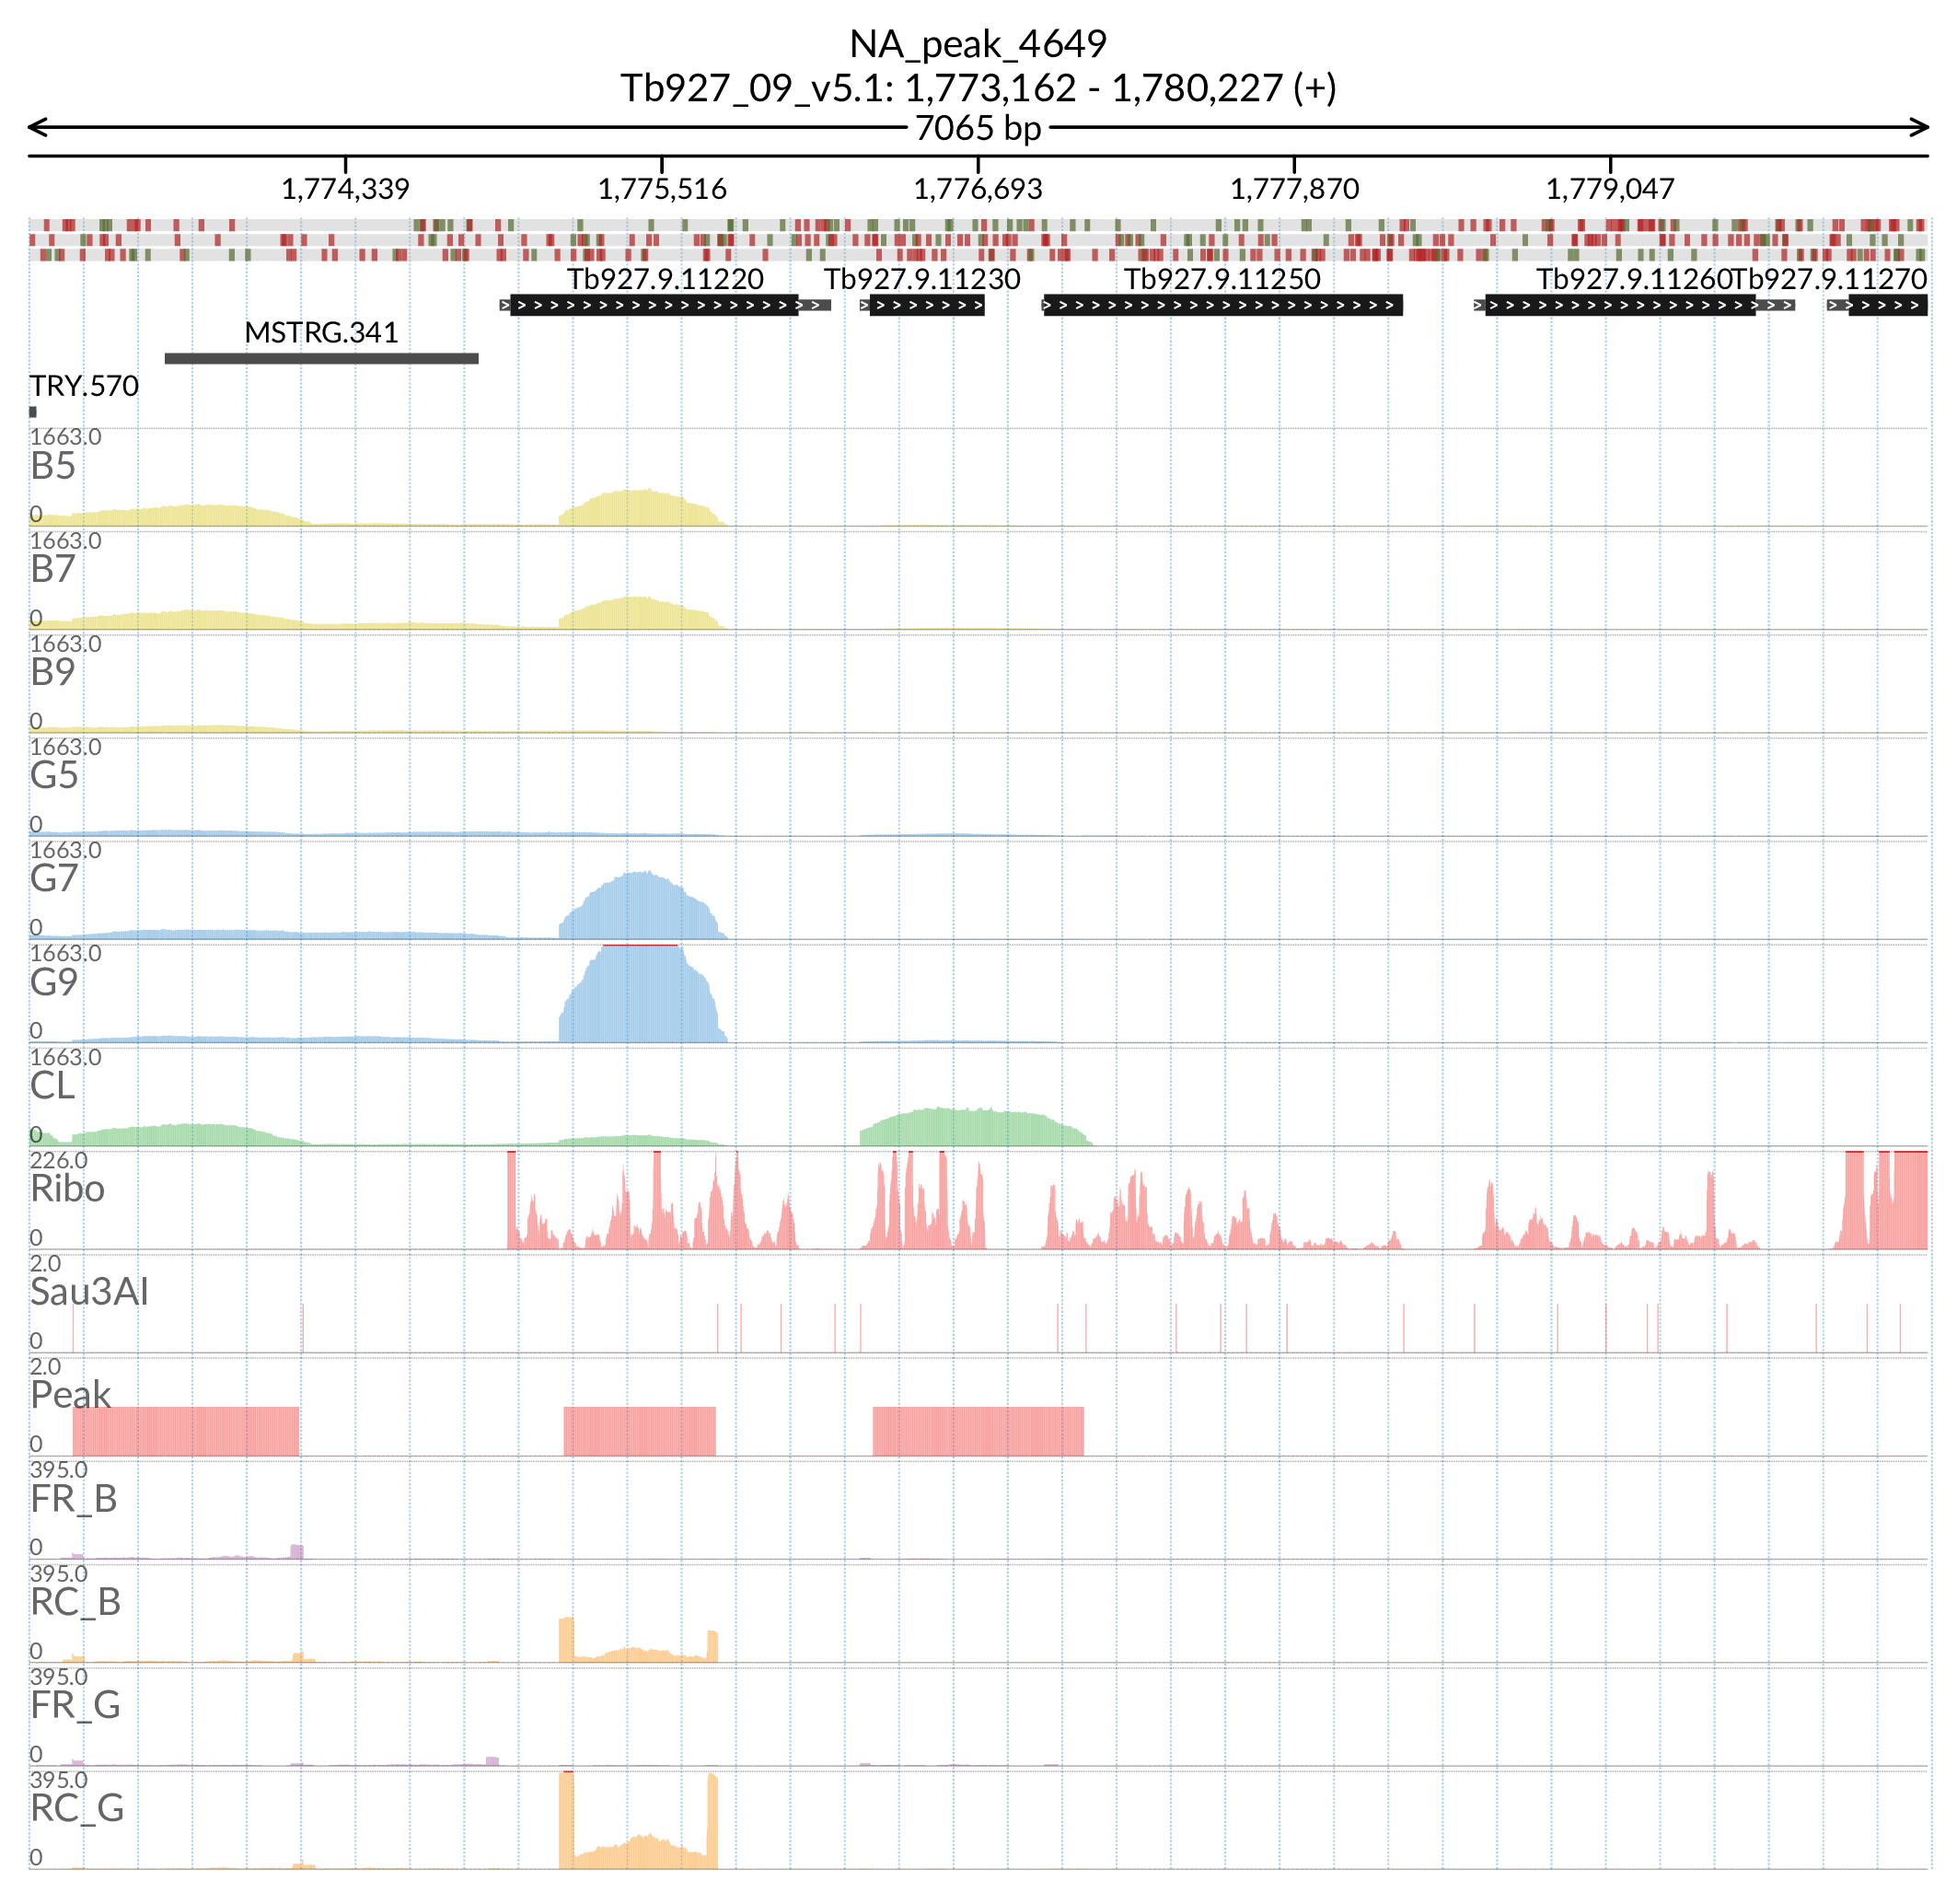 NA_peak_4649
Tb927_09_v5.1: 1,773,162 - 1,780,227 (+)
7065 bp
1,774,339 1,775,516 1,776,693 1,777,870 1,779,047
Tb927.9.11220 Tb927.9.11230 Tb927.9.11250 Tb927.9.11260 Tb927.9.11270
MSTRG.341
TRY.570
1663.0
B5
0
1663.0
B7
0
1663.0
B9
0
1663.0
G5
0
1663.0
G7
0
1663.0
G9
0
1663.0
CL
0
226.0
Ribo
0
2.0
Sau3AI
0
2.0
Peak
0
395.0
FR_B
0
395.0
RC_B
0
395.0
FR_G
0
395.0
RC_G
0